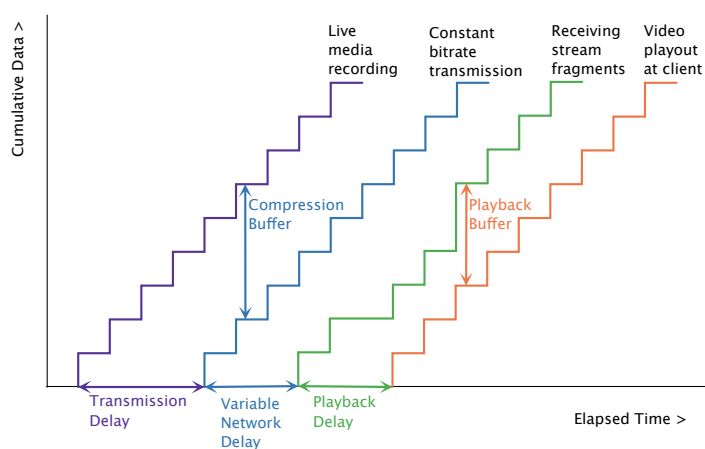 Cumulative Data >
Live
media
recording
Constant
bitrate
transmission
Receiving
stream
fragments
Video
playout
at client
Compression
Buffer
Playback
Buffer
Transmission
Delay
Variable
Network
Delay
Playback
Delay
Elapsed Time >